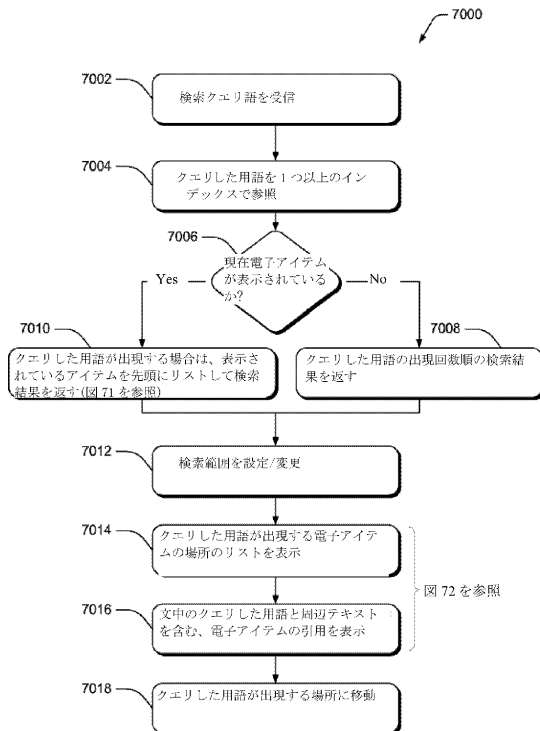 7000
7002
検索クエリ語を受信
7004
クエリした用語を1つ以上のイン
デックスで参照
7006
現在電子アイテム
が表示されている
か?
Yes
No
7010
クエリした用語が出現する場合は、表示さ
れているアイテムを先頭にリストして検索
結果を返す(図 71 を参照)
7008
クエリした用語の出現回数順の検索結
果を返す
7012
検索範囲を設定/変更
7014
クエリした用語が出現する電子アイテ
ムの場所のリストを表示
7016
文中のクエリした用語と周辺テキスト
を含む、電子アイテムの引用を表示
図 72 を参照
7018
クエリした用語が出現する場所に移動